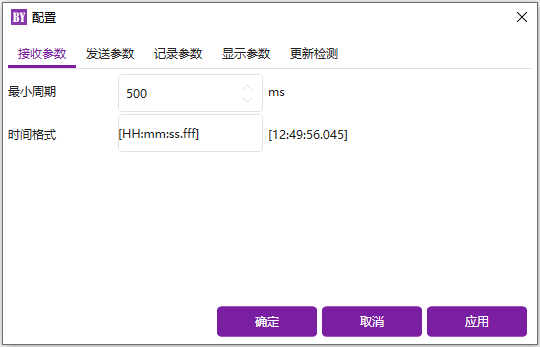 BY 配置
接收参数 发送参数 记录参数 显示参数 更新检测
最小周期 500 ms
时间格式 [HH:mm:ss.fff] [12:49:56.045]
确定 取消 应用